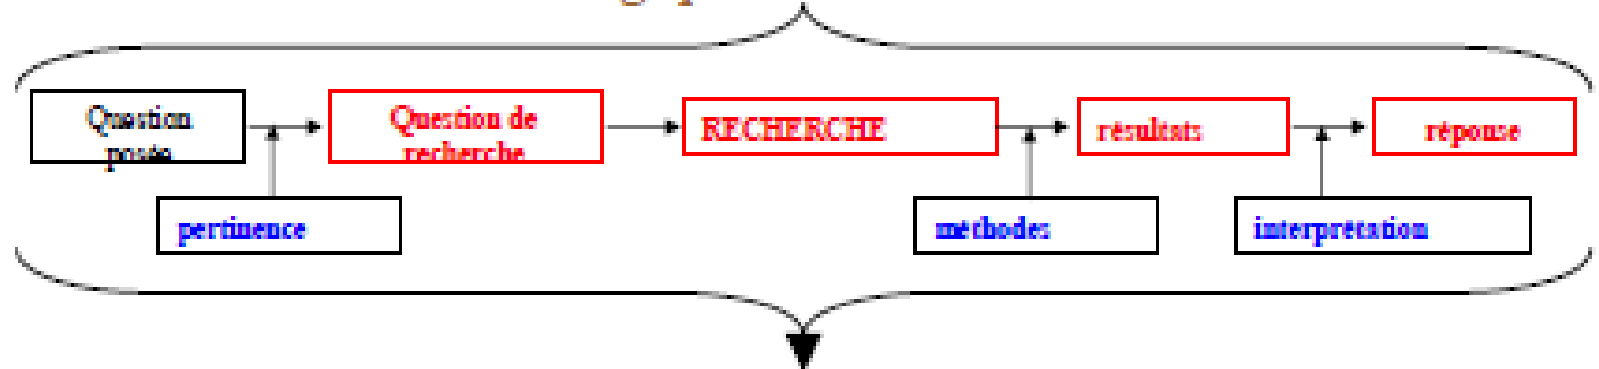 Question
posée
Question de
recherche
RECHERCHE
résultats
réponse
pertinence
méthodes
interprétation